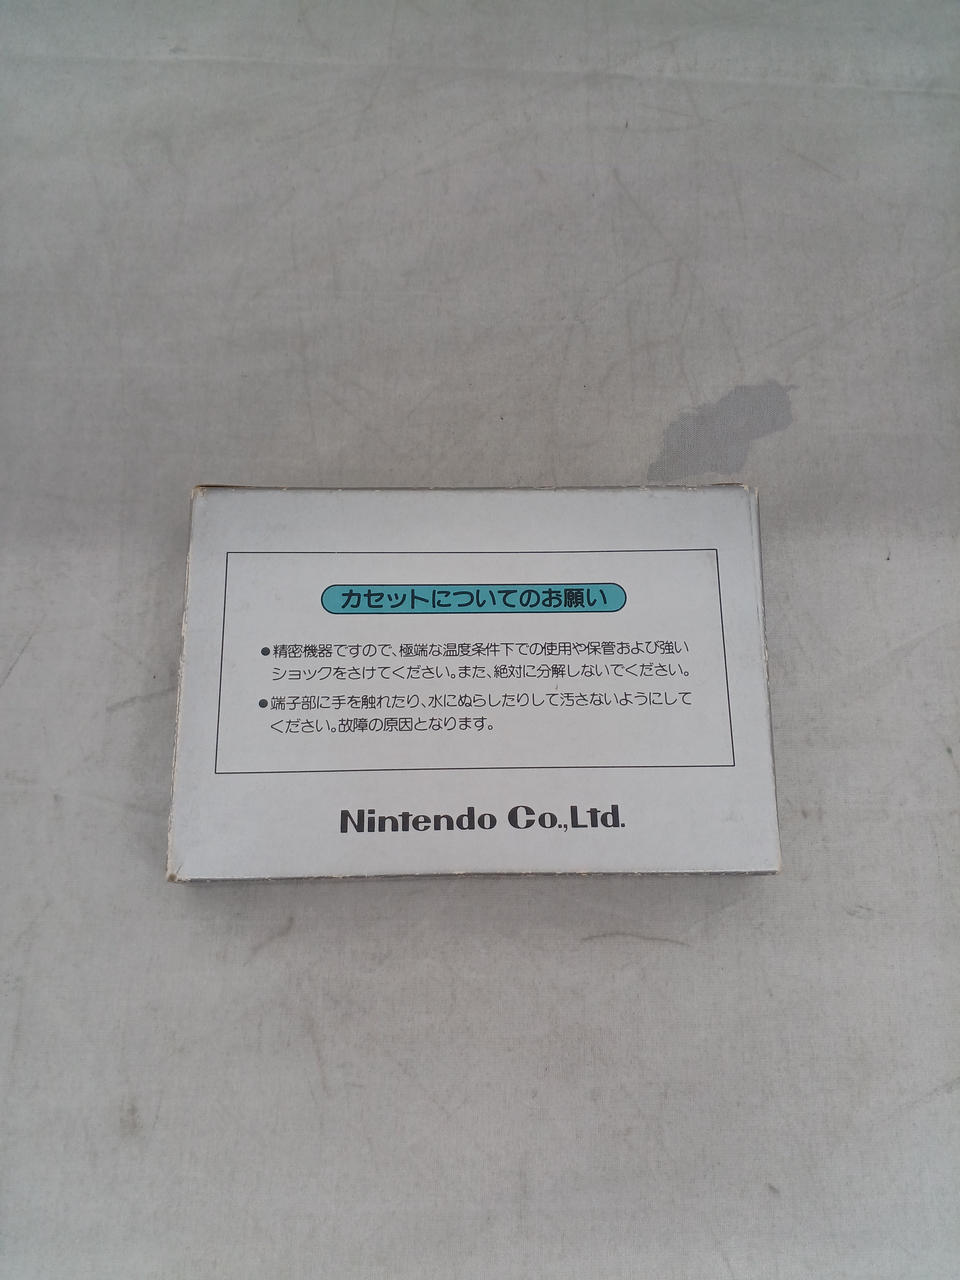 カセットについてのお願い
●精密機器ですので、極端な温度条件下での使用や保管および強い
ショックをさけてください。また、絶対に分解しないでください。
●端子部に手を触れたり、水にぬらしたりして汚さないようにして
ください。故障の原因となります。
Nintendo Co.,Ltd.